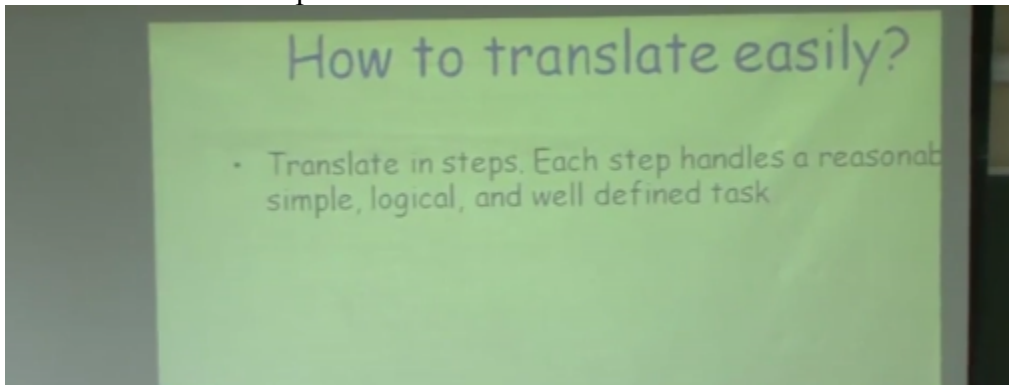 How to translate easily?
• Translate in steps. Each step handles a reasonab
simple, logical, and well defined task